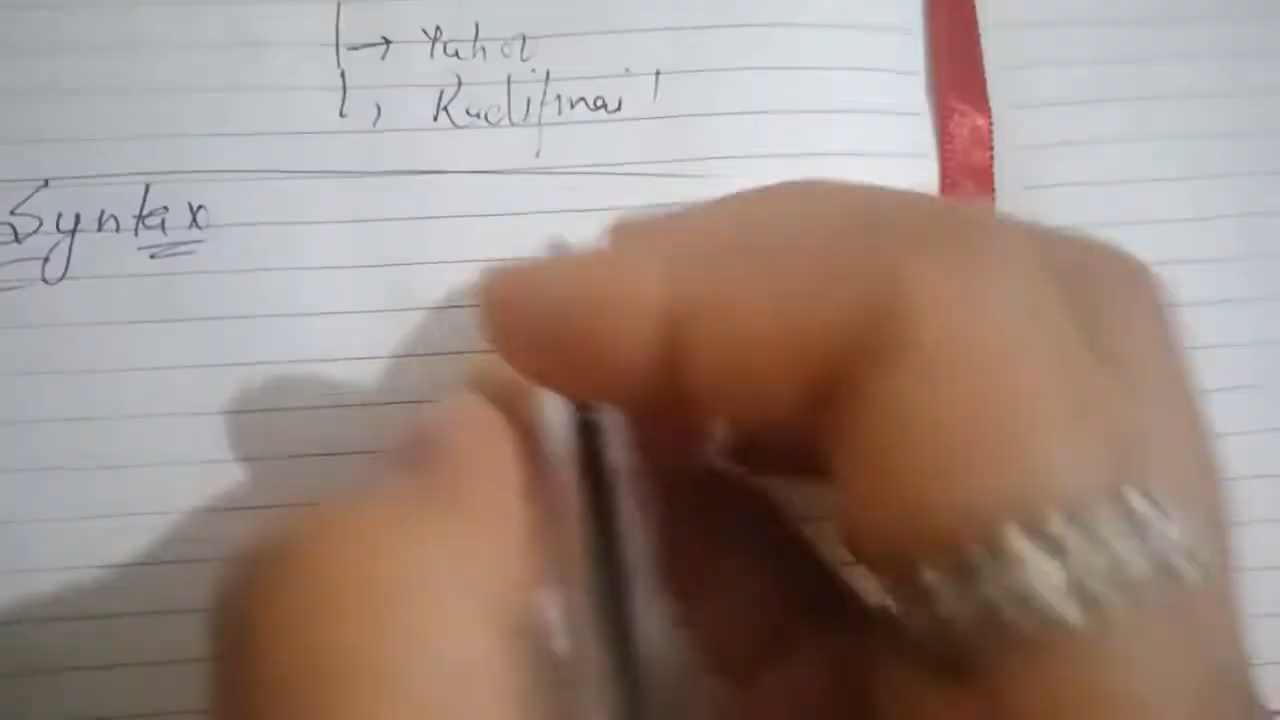 → Yahoo
Rediffmail
Syntax